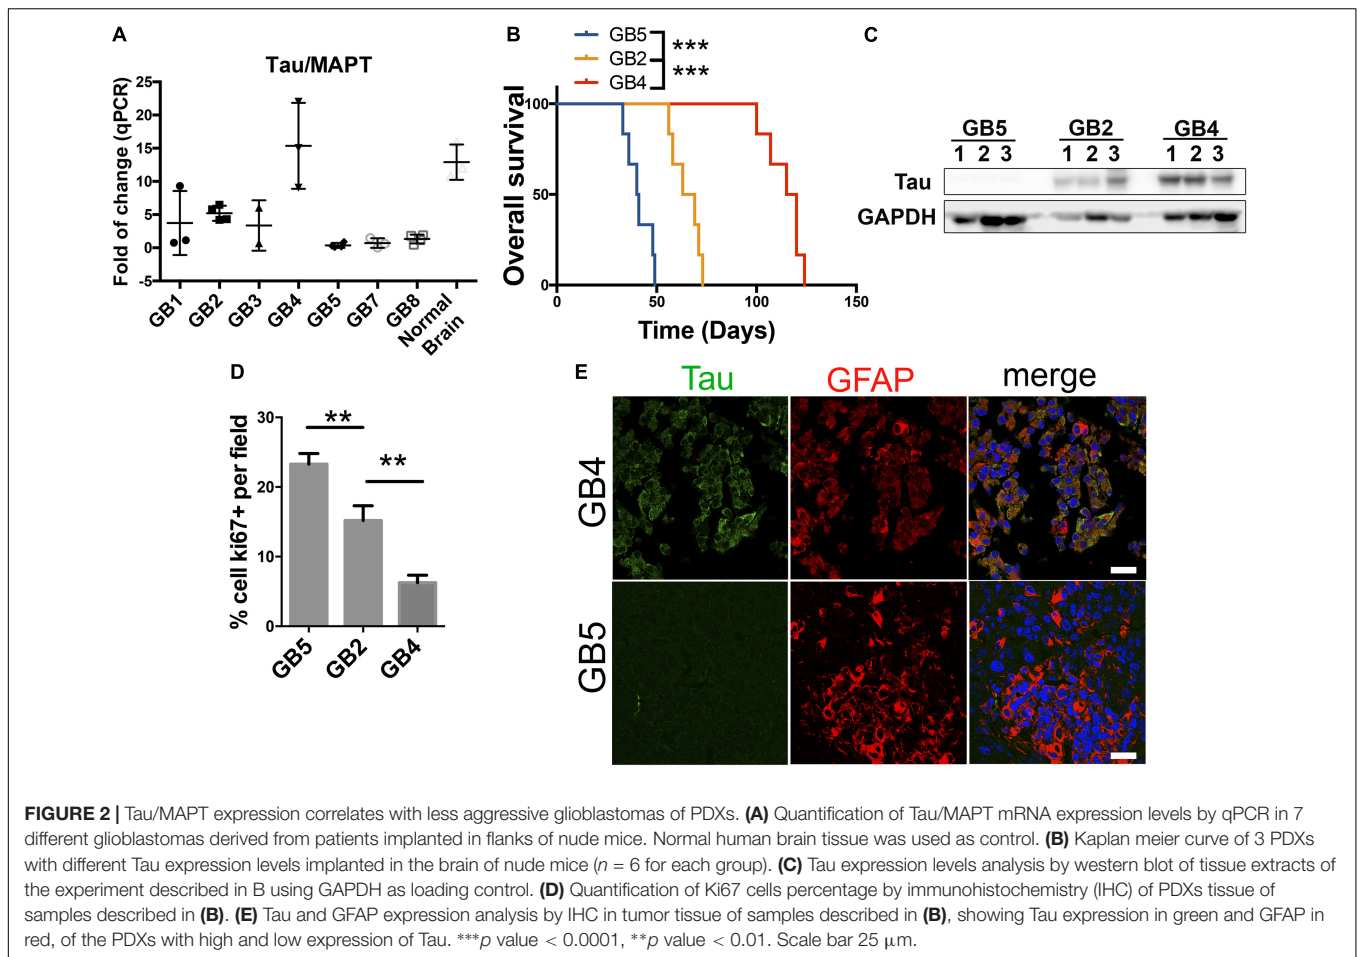 A
Tau/MAPT
Fold of change (qPCR)
25
20
15
10
5
0
-5
GB1
GB2
GB3
GB4
GB5
GB7
GB8
Normal
Brain
B
GB5
GB2
GB4
***
***
Overall survival
100
50
0
0
50
100
150
Time (Days)
C
GB5 GB2 GB4
1 2 3 1 2 3 1 2 3
Tau
GAPDH
D
% cell ki67+ per field
30
20
10
0
**
**
GB5
GB2
GB4
E
Tau GFAP merge
GB4
GB5
FIGURE 2 | Tau/MAPT expression correlates with less aggressive glioblastomas of PDXs. (A) Quantification of Tau/MAPT mRNA expression levels by qPCR in 7
different glioblastomas derived from patients implanted in flanks of nude mice. Normal human brain tissue was used as control. (B) Kaplan meier curve of 3 PDXs
with different Tau expression levels implanted in the brain of nude mice (n = 6 for each group). (C) Tau expression levels analysis by western blot of tissue extracts of
the experiment described in B using GAPDH as loading control. (D) Quantification of Ki67 cells percentage by immunohistochemistry (IHC) of PDXs tissue of
samples described in (B). (E) Tau and GFAP expression analysis by IHC in tumor tissue of samples described in (B), showing Tau expression in green and GFAP in
red, of the PDXs with high and low expression of Tau. ***p value < 0.0001, **p value < 0.01. Scale bar 25 μm.